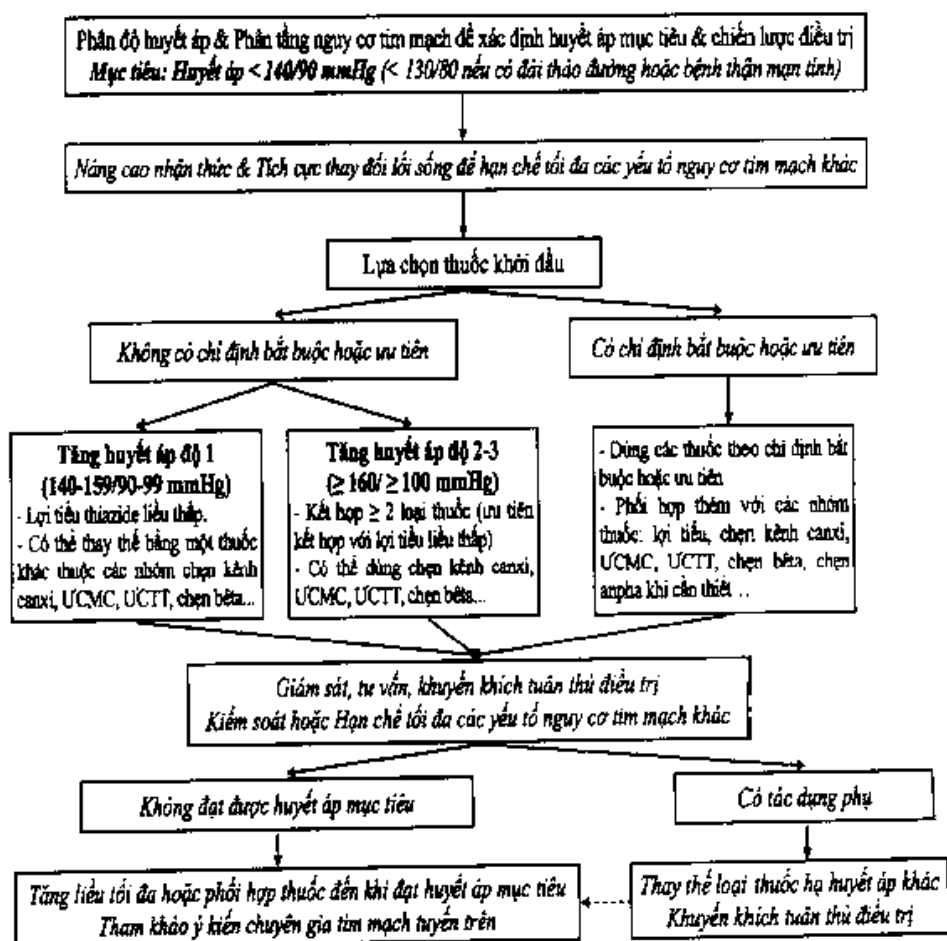 Phân độ huyết áp & Phân tầng nguy cơ tim mạch để xác định huyết áp mục tiêu & chiến lược điều trị
Mục tiêu: Huyết áp < 140/90 mmHg (< 130/80 nếu có đái tháo đường hoặc bệnh thận mạn tính)
Nâng cao nhận thức & Tích cực thay đổi lối sống để hạn chế tối đa các yếu tố nguy cơ tim mạch khác
Lựa chọn thuốc khởi đầu
Không có chỉ định bắt buộc hoặc ưu tiên
Có chỉ định bắt buộc hoặc ưu tiên
Tăng huyết áp độ 1
(140-159/90-99 mmHg)
- Lợi tiểu thiazide liều thấp.
- Có thể thay thế bằng một thuốc
khác thuộc các nhóm chẹn kênh
canxi, ƯCMC, ƯCTT, chẹn bêta...
Tăng huyết áp độ 2-3
(≥ 160/ ≥ 100 mmHg)
- Kết hợp ≥ 2 loại thuốc (ưu tiên
kết hợp với lợi tiểu liều thấp)
- Có thể dùng chẹn kênh canxi,
ƯCMC, ƯCTT, chẹn bêta...
- Dùng các thuốc theo chỉ định bắt
buộc hoặc ưu tiên
- Phối hợp thêm với các nhóm
thuốc: lợi tiểu, chẹn kênh canxi,
ƯCMC, ƯCTT, chẹn bêta, chẹn
anpha khi cần thiết ...
Giám sát, tư vấn, khuyến khích tuân thủ điều trị
Kiểm soát hoặc Hạn chế tối đa các yếu tố nguy cơ tim mạch khác
Không đạt được huyết áp mục tiêu
Có tác dụng phụ
Tăng liều tối đa hoặc phối hợp thuốc đến khi đạt huyết áp mục tiêu
Tham khảo ý kiến chuyên gia tim mạch tuyến trên
Thay thế loại thuốc hạ huyết áp khác
Khuyến khích tuân thủ điều trị